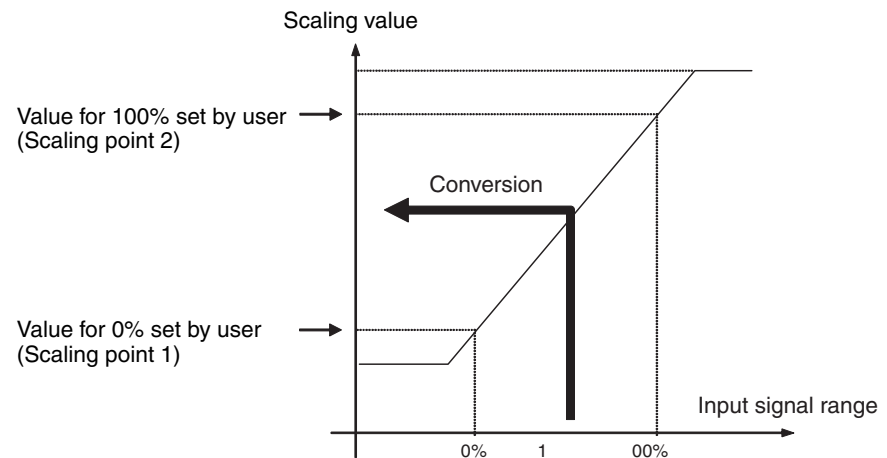 Scaling value
Value for 100% set by user
(Scaling point 2)
Conversion
Value for 0% set by user
(Scaling point 1)
Input signal range
0% 1 00%